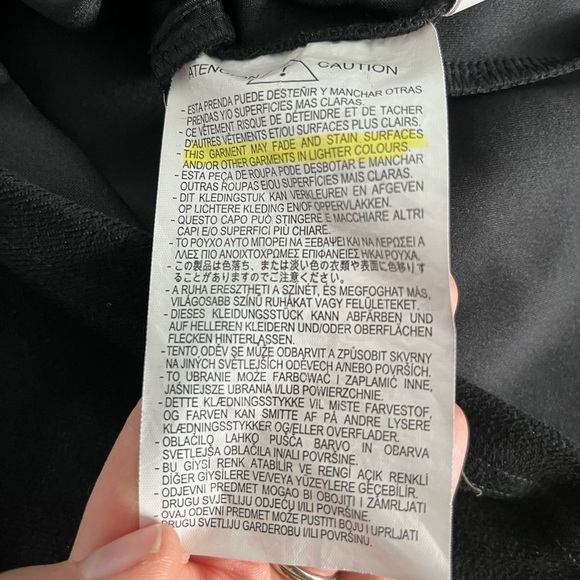 CAUTION
- ESTA PRENDA PUEDE DESTEÑIR Y MANCHAR OTRAS
PRENDAS Y/O SUPERFICIES MAS CLARAS.
- CE VÊTEMENT RISQUE DE DÉTEINDRE ET DE TACHER
D'AUTRES VÊTEMENTS ET/OU SURFACES PLUS CLAIRS.
- THIS GARMENT MAY FADE AND STAIN SURFACES
AND/OR OTHER GARMENTS IN LIGHTER COLOURS.
- ESTA PEÇA DE ROUPA PODE DESBOTAR E MANCHAR
OUTRAS ROUPAS E/OU SUPERFÍCIES MAIS CLARAS.
- DIT KLEDINGSTUK KAN VERKLEUREN EN AFGEVEN
OP LICHTERE KLEDING EN/OF OPPERVLAKKEN.
- QUESTO CAPO PUÒ STINGERE E MACCHIARE ALTRI
CAPI E/O SUPERFICI PIÙ CHIARE.
- ΤΟ ΡΟΥΧΟ ΑΥΤΟ ΜΠΟΡΕΙ ΝΑ ΞΕΒΑΨΕΙ ΚΑΙ ΝΑ ΛΕΡΩΣΕΙ Α
ΛΛΕΣ ΠΙΟ ΑΝΟΙΧΤΟΧΡΩΜΕΣ ΕΠΙΦΑΝΕΙΕΣ ΗΚΑΙ ΡΟΥΧΑ.
- この製品は色落ち、または淡い色の衣類や表面に色移りす
ることがありますのでご注意ください。
- A RUHA ERESZTHETI A SZÍNÉT, ÉS MEGFOGHAT MÁS,
VILÁGOSABB SZÍNŰ RUHÁKAT VAGY FELÜLETEKET.
- DIESES KLEIDUNGSSTÜCK KANN ABFÄRBEN UND
AUF HELLEREN KLEIDERN UND/ODER OBERFLÄCHEN
FLECKEN HINTERLASSEN.
- TENTO ODĚV SE MŮŽE ODBARVIT A ZPŮSOBIT SKVRNY
NA JINÝCH SVĚTLEJŠÍCH ODĚVECH A/NEBO POVRŠÍCH.
- TO UBRANIE MOŻE FARBOWAĆ I ZAPLAMIĆ INNE,
JAŚNIEJSZE UBRANIA I/LUB POWIERZCHNIE.
- DETTE KLÆDNINGSSTYKKE VIL MISTE FARVESTOF,
OG FARVEN KAN SMITTE AF PÅ ANDRE LYSERE
KLÆDNINGSSTYKKER OG/ELLER OVERFLADER.
- OBLAČILO LAHKO PUŠČA BARVO IN OBARVA
SVETLEJŠA OBLAČILA IN/ALI POVRŠINE.
- BU GİYSİ RENK ATABİLİR VE RENGİ AÇIK RENKLİ
DİĞER GİYSİLERE VE/VEYA YÜZEYLERE GEÇEBİLİR.
- ODJEVNI PREDMET MOGAO BI OBOJITI I ZAMRLJATI
DRUGU SVJETLIJU ODJEĆU I/ILI POVRŠINE.
- OVAJ ODEVNI PREDMET MOŽE PUSTITI BOJU I UPRLJATI
DRUGU SVETLIJU GARDEROBU I/ILI POVRŠINE.